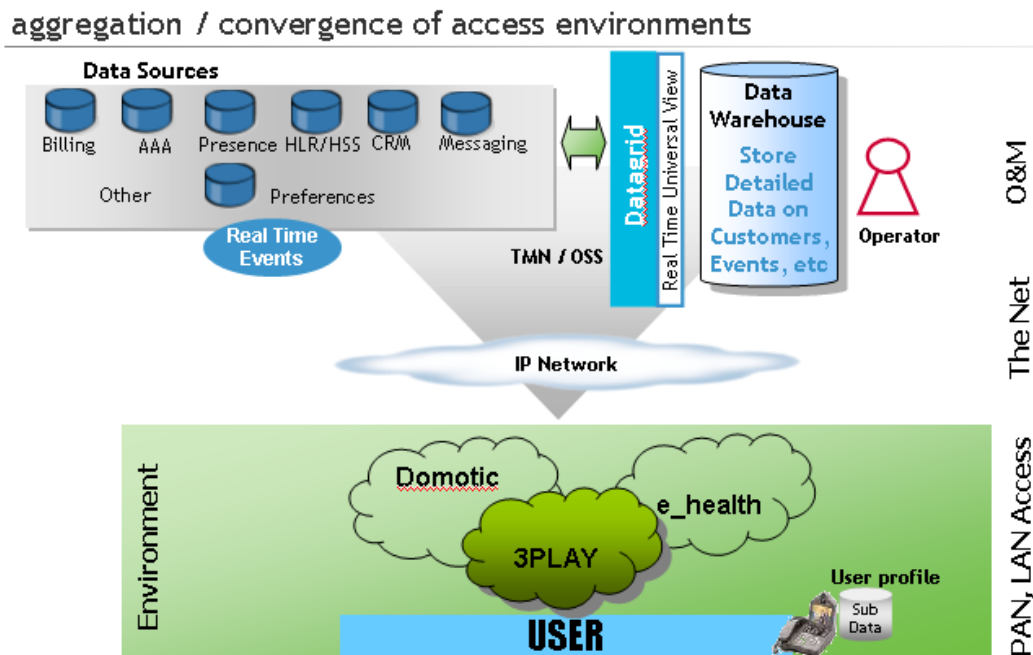 aggregation / convergence of access environments
Data Sources
Billing
AAA
Presence
HLR/HSS
CRM
Messaging
Other
Preferences
Real Time
Events
TMN / OSS
Datagrid
Real Time Universal View
Data
Warehouse
Store
Detailed
Data on
Customers,
Events, etc
Operator
O&M
The Net
IP Network
PAN, LAN Access
Environment
Domotic
e_health
3PLAY
User profile
Sub
Data
USER